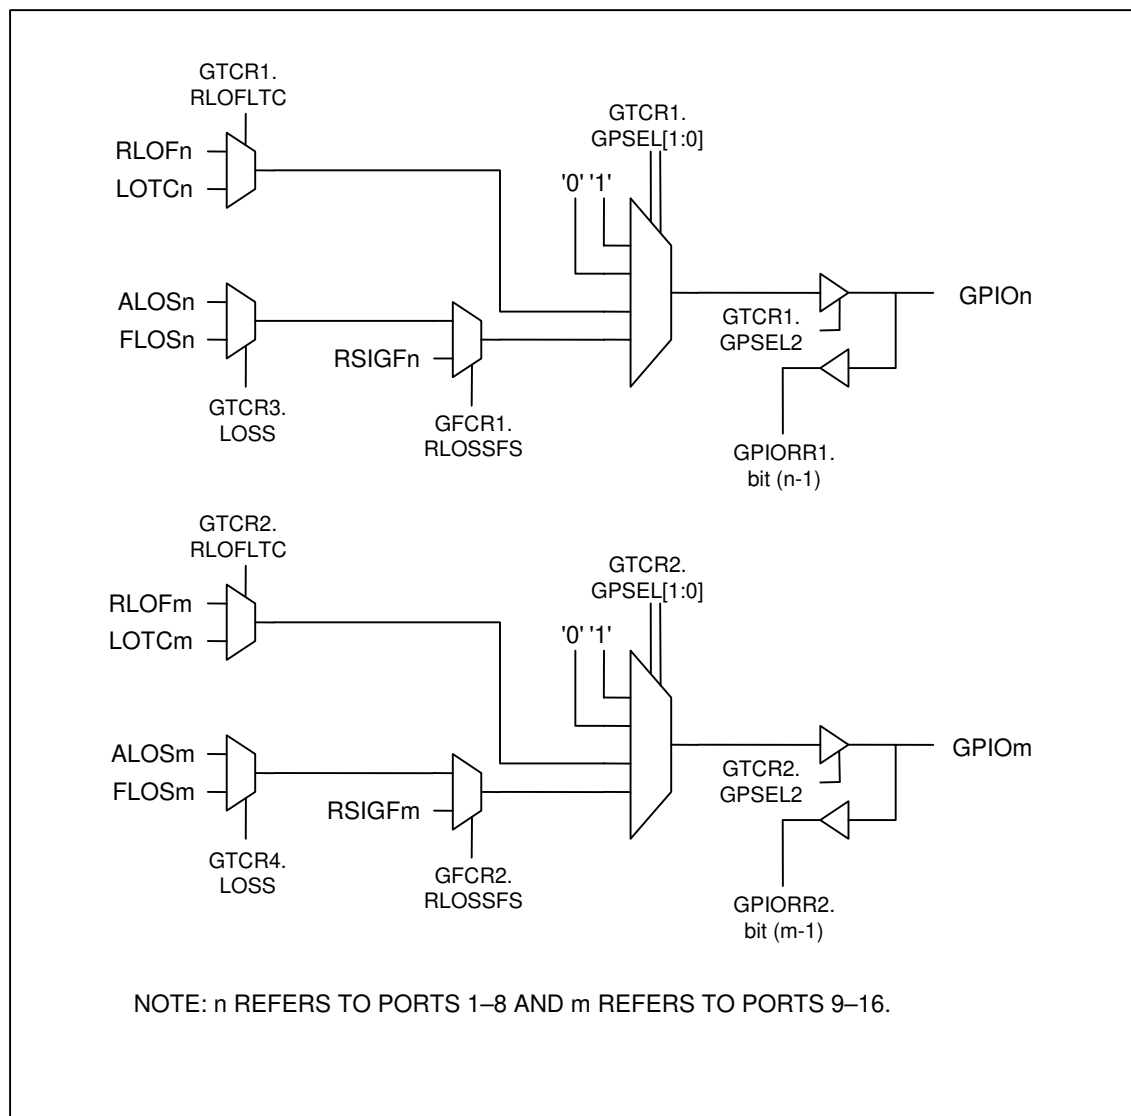 GTCR1.
RLOFLTC
RLOFn
LOTCn
GTCR1.
GPSEL[1:0]
'0' '1'
ALOSn
FLOSn
GTCR3.
LOSS
RSIGFn
GFCR1.
RLOSSFS
GTCR1.
GPSEL2
GPIOn
GPIORR1.
bit (n-1)
GTCR2.
RLOFLTC
RLOFm
LOTCm
GTCR2.
GPSEL[1:0]
'0' '1'
ALOSm
FLOSm
GTCR4.
LOSS
RSIGFm
GFCR2.
RLOSSFS
GTCR2.
GPSEL2
GPIOm
GPIORR2.
bit (m-1)
NOTE: n REFERS TO PORTS 1–8 AND m REFERS TO PORTS 9–16.